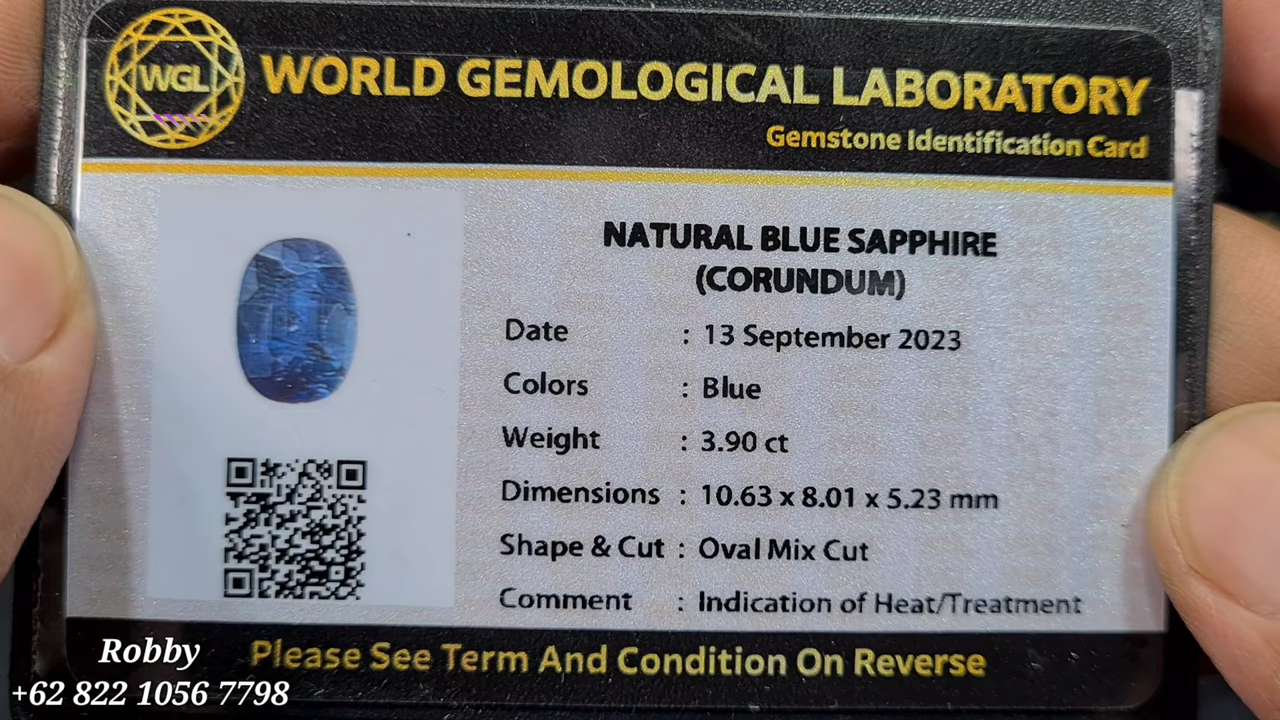 WGL
WORLD GEMOLOGICAL LABORATORY
Gemstone Identification Card
NATURAL BLUE SAPPHIRE
(CORUNDUM)
Date : 13 September 2023
Colors : Blue
Weight : 3.90 ct
Dimensions : 10.63 x 8.01 x 5.23 mm
Shape & Cut : Oval Mix Cut
Comment : Indication of Heat/Treatment
Please See Term And Condition On Reverse
Robby
+62 822 1056 7798